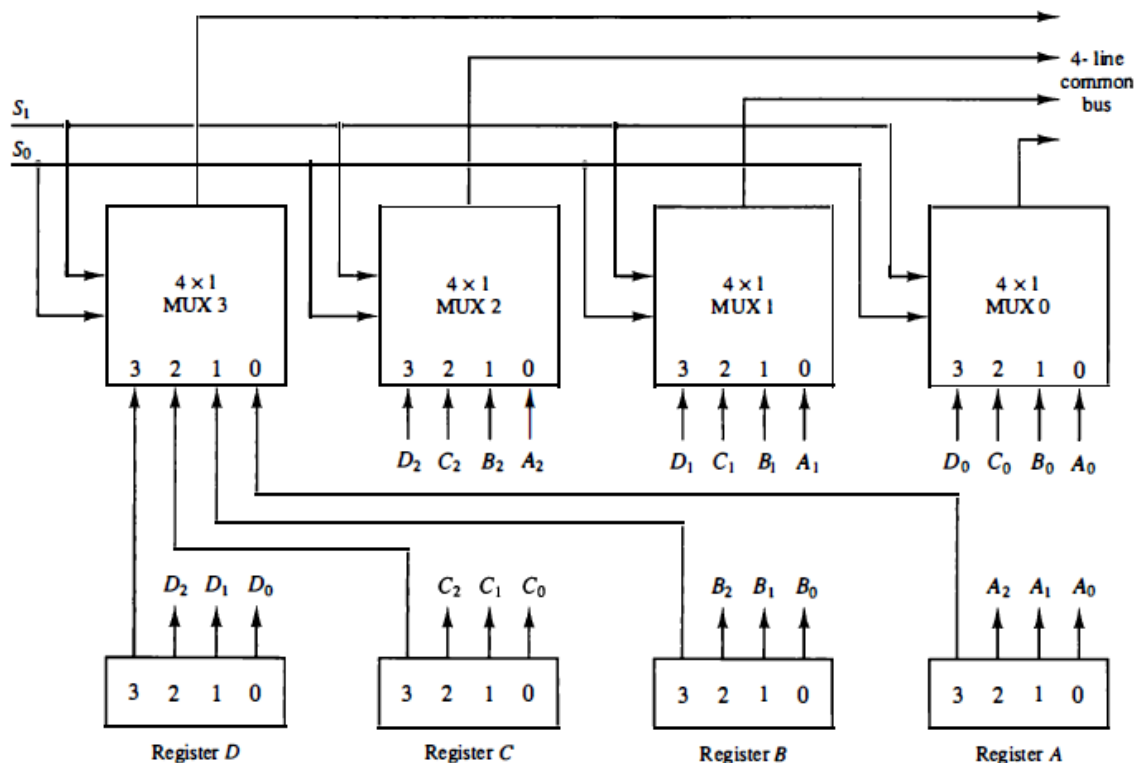 4- line
common
bus
S₁
S₀
4 × 1
MUX 3
4 × 1
MUX 2
4 × 1
MUX 1
4 × 1
MUX 0
3 2 1 0
3 2 1 0
3 2 1 0
3 2 1 0
D₂ C₂ B₂ A₂
D₁ C₁ B₁ A₁
D₀ C₀ B₀ A₀
D₂ D₁ D₀
C₂ C₁ C₀
B₂ B₁ B₀
A₂ A₁ A₀
3 2 1 0
3 2 1 0
3 2 1 0
3 2 1 0
Register D
Register C
Register B
Register A